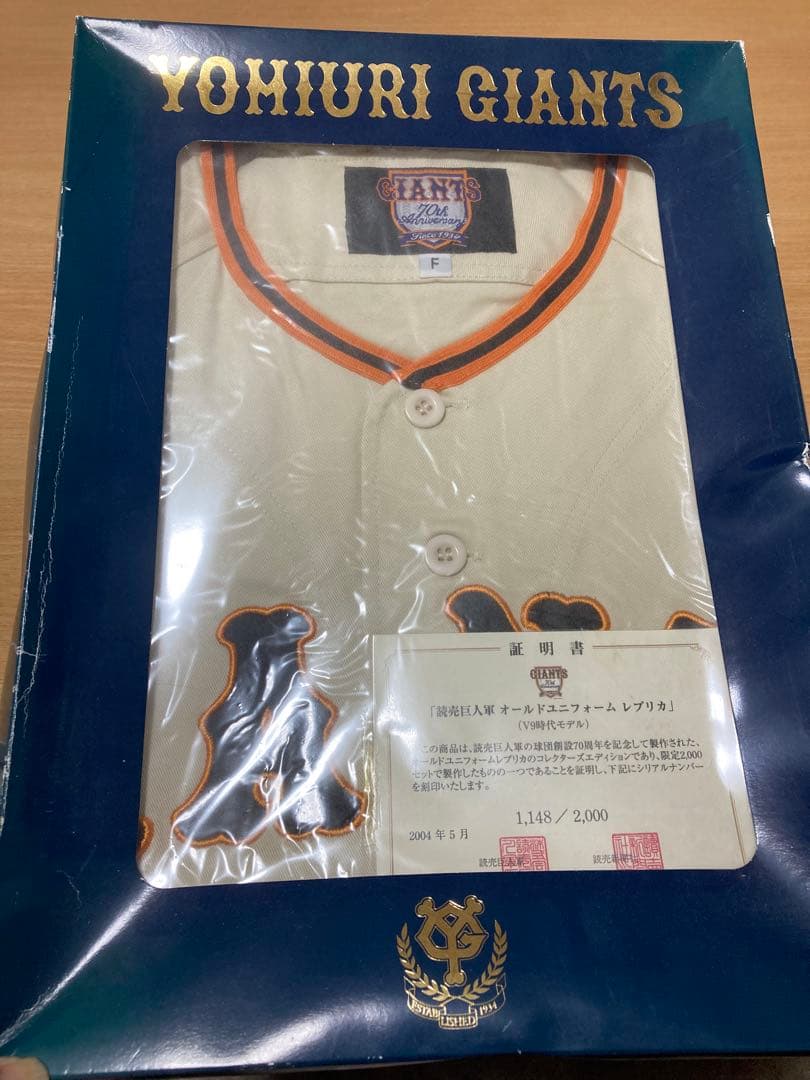 YOMIURI GIANTS
GIANTS
70th
Anniversary
Since 1934
F
証明書
GIANTS
「読売巨人軍 オールドユニフォーム レプリカ」
(V9時代モデル)
この商品は、読売巨人軍の球団創設70周年を記念して製作された、
オールドユニフォームレプリカのコレクターズエディションであり、限定2,000
セットで製作したものの一つであることを証明し、下記にシリアルナンバー
を刻印いたします。
1,148 / 2,000
2004 年 5 月
読売巨人軍 読売新聞社
A
YG
ESTABLISHED 1934